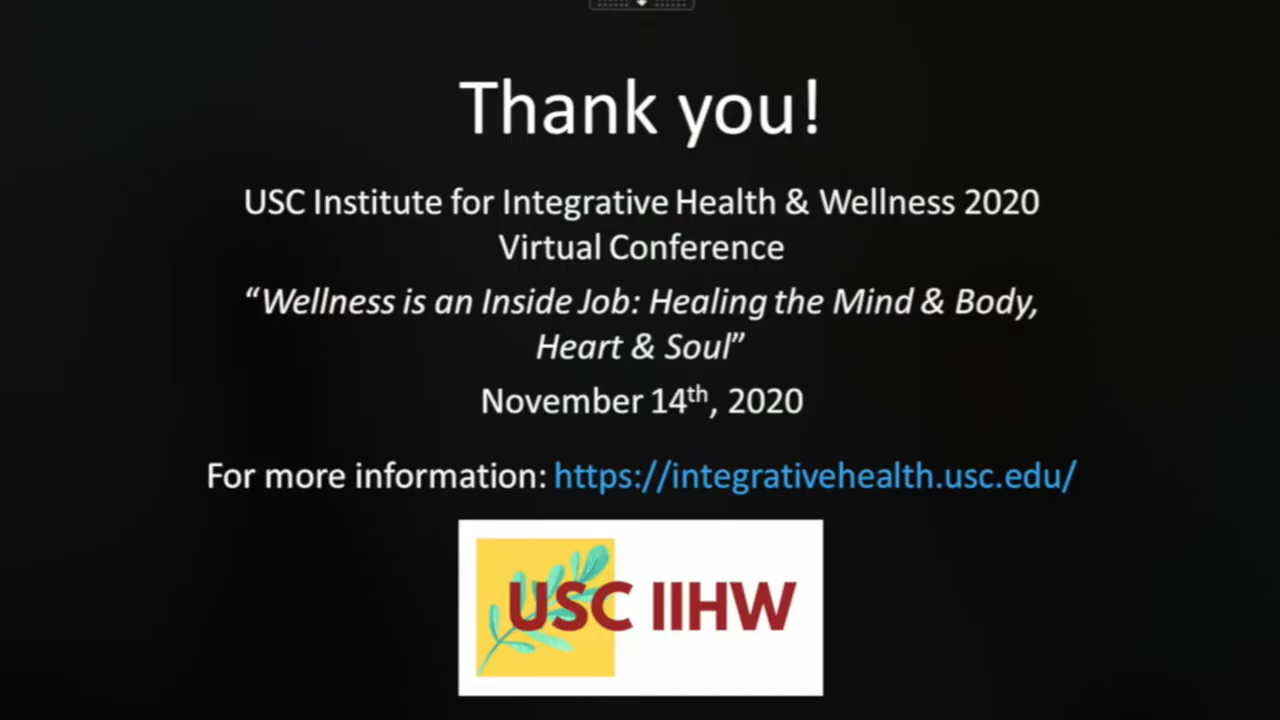 Thank you!
USC Institute for Integrative Health & Wellness 2020
Virtual Conference
“Wellness is an Inside Job: Healing the Mind & Body,
Heart & Soul”
November 14th, 2020
For more information: https://integrativehealth.usc.edu/
USC IIHW